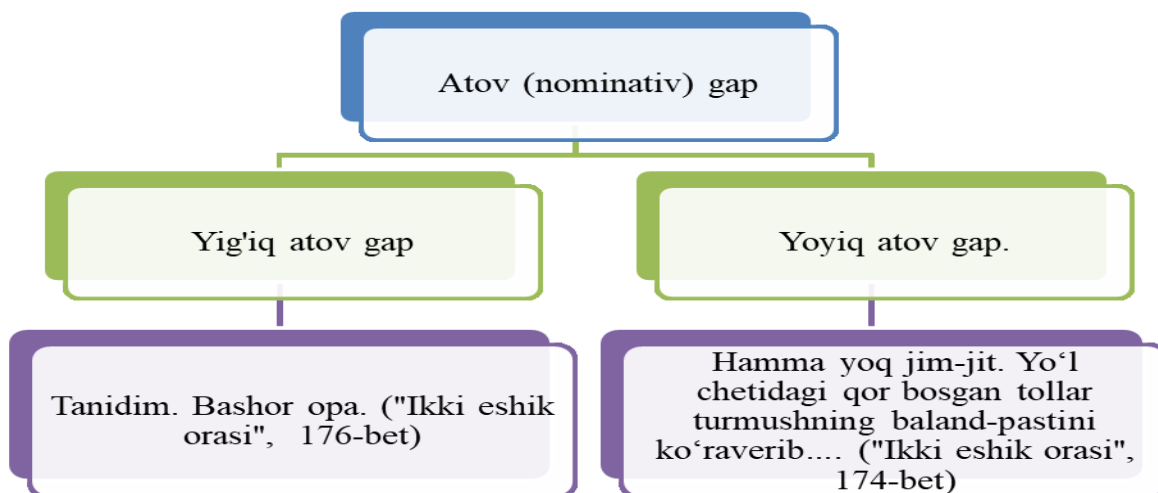 Atov (nominativ) gap
Yig'iq atov gap
Yoyiq atov gap.
Tanidim. Bashor opa. ("Ikki eshik
orasi", 176-bet)
Hamma yoq jim-jit. Yo‘l
chetidagi qor bosgan tollar
turmushning baland-pastini
ko‘raverib.... ("Ikki eshik orasi",
174-bet)